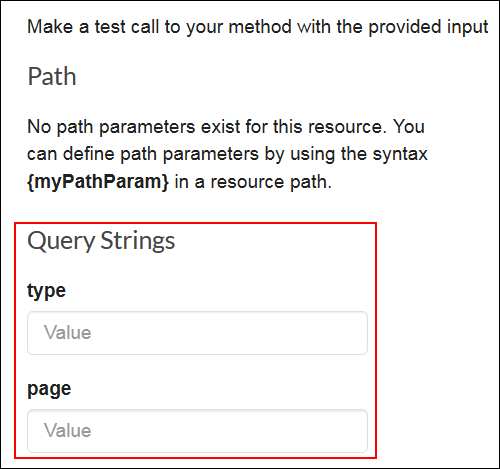 Make a test call to your method with the provided input
Path
No path parameters exist for this resource. You
can define path parameters by using the syntax
{myPathParam} in a resource path.
Query Strings
type
Value
page
Value